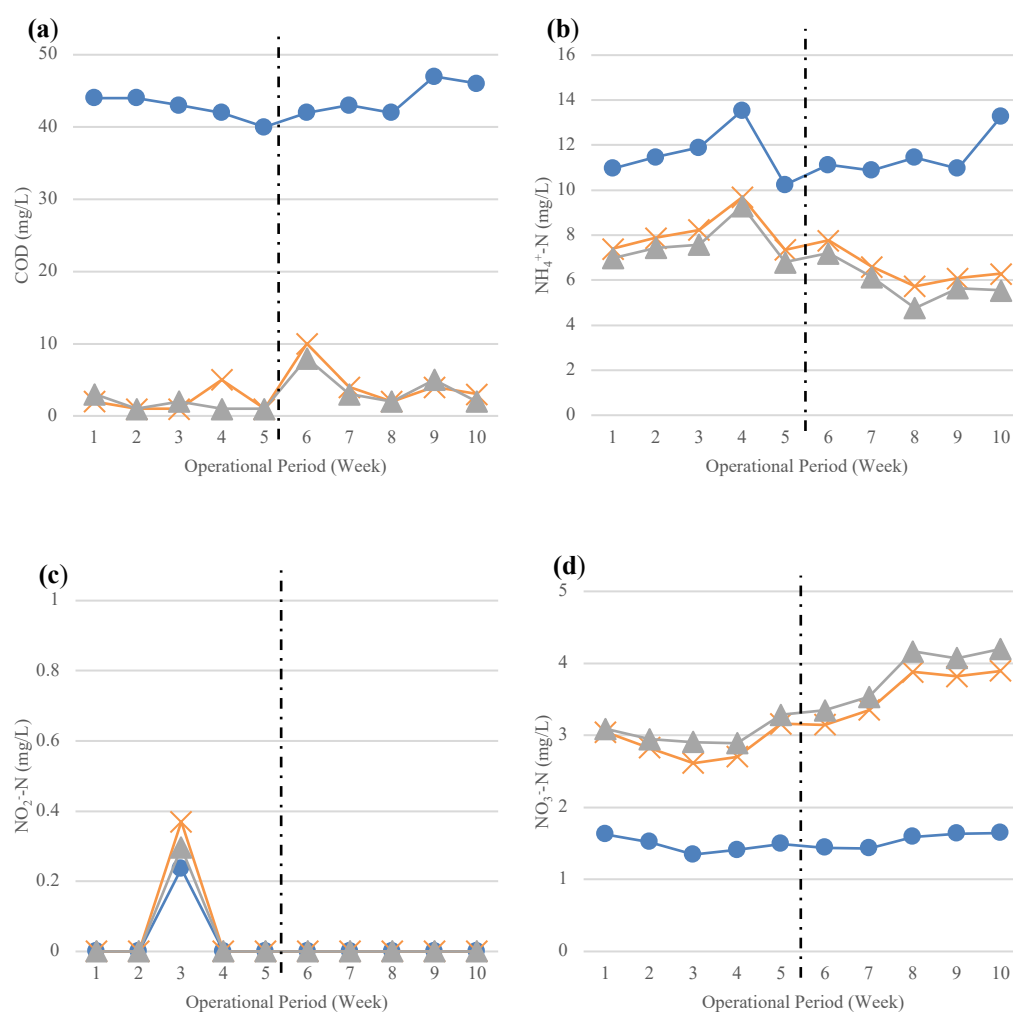 (a)
50
40
30
20
10
0
COD (mg/L)
1 2 3 4 5 6 7 8 9 10
Operational Period (Week)
(b)
16
14
12
10
8
6
4
2
0
NH₄⁺-N (mg/L)
1 2 3 4 5 6 7 8 9 10
Operational Period (Week)
(c)
1
0.8
0.6
0.4
0.2
0
NO₂⁻-N (mg/L)
1 2 3 4 5 6 7 8 9 10
Operational Period (Week)
(d)
5
4
3
2
1
0
NO₃⁻-N (mg/L)
1 2 3 4 5 6 7 8 9 10
Operational Period (Week)